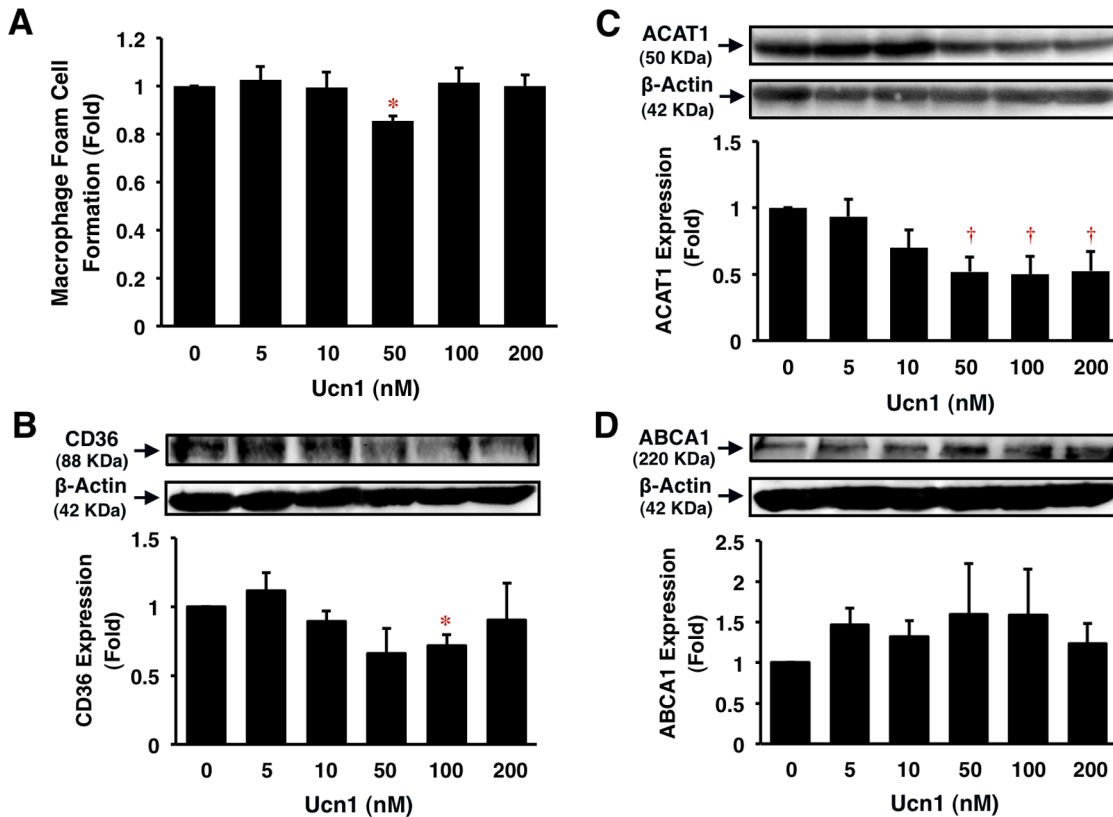 A
Macrophage Foam Cell
Formation (Fold)
1.2
1
0.8
0.6
0.4
0.2
0
*
0 5 10 50 100 200
Ucn1 (nM)
C
ACAT1
(50 KDa)
β-Actin
(42 KDa)
ACAT1 Expression
(Fold)
1.5
1
0.5
0
† † †
0 5 10 50 100 200
Ucn1 (nM)
B
CD36
(88 KDa)
β-Actin
(42 KDa)
CD36 Expression
(Fold)
1.5
1
0.5
0
*
0 5 10 50 100 200
Ucn1 (nM)
D
ABCA1
(220 KDa)
β-Actin
(42 KDa)
ABCA1 Expression
(Fold)
2.5
2
1.5
1
0.5
0
0 5 10 50 100 200
Ucn1 (nM)